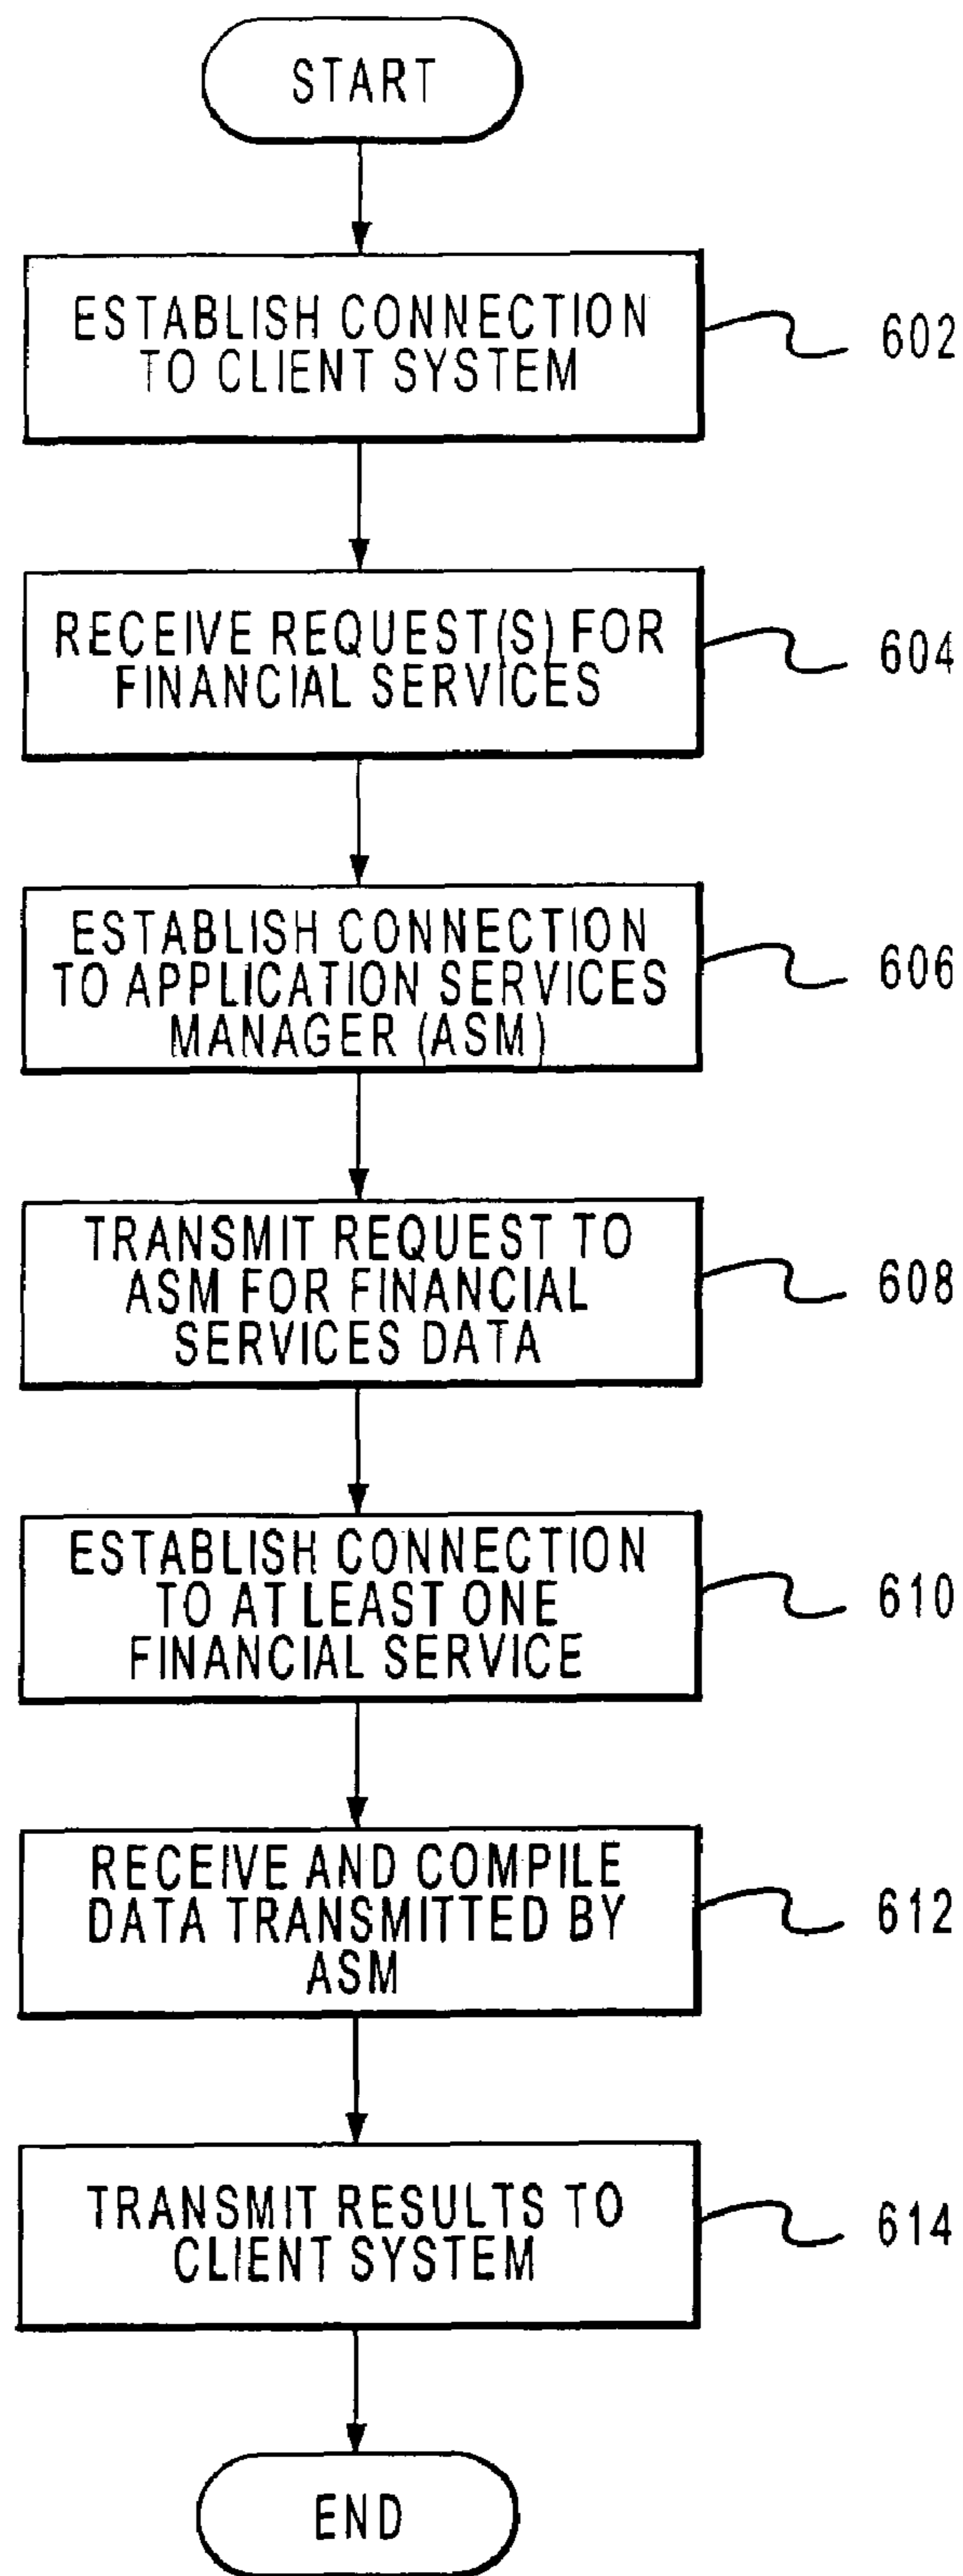 START
ESTABLISH CONNECTION
TO CLIENT SYSTEM
602
RECEIVE REQUEST(S) FOR
FINANCIAL SERVICES
604
ESTABLISH CONNECTION
TO APPLICATION SERVICES
MANAGER (ASM)
606
TRANSMIT REQUEST TO
ASM FOR FINANCIAL
SERVICES DATA
608
ESTABLISH CONNECTION
TO AT LEAST ONE
FINANCIAL SERVICE
610
RECEIVE AND COMPILE
DATA TRANSMITTED BY
ASM
612
TRANSMIT RESULTS TO
CLIENT SYSTEM
614
END